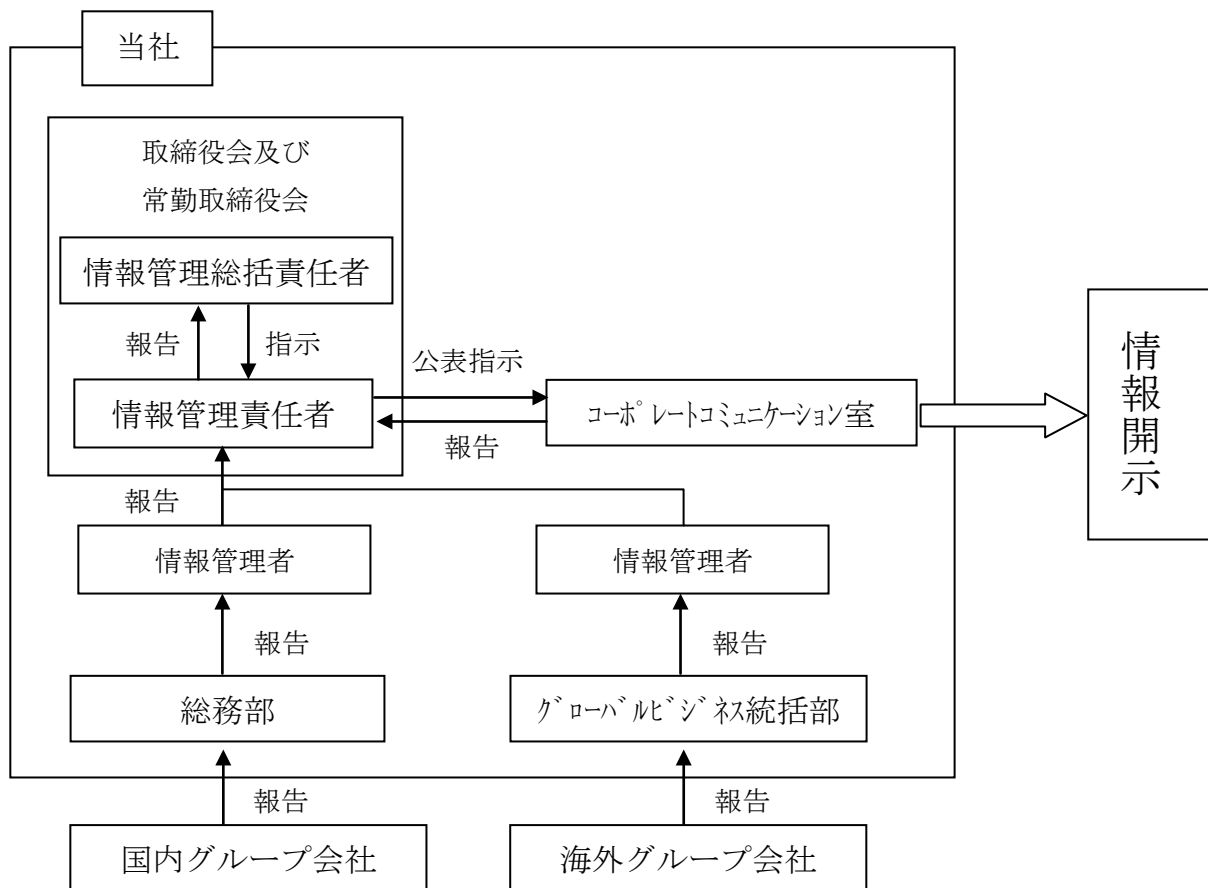 当社
取締役会及び
常勤取締役会
情報管理総括責任者
報告
指示
公表指示
情報管理責任者
コーポレートコミュニケーション室
報告
情報開示
報告
情報管理者
情報管理者
報告
報告
総務部
グローバルビジネス統括部
報告
報告
国内グループ会社
海外グループ会社